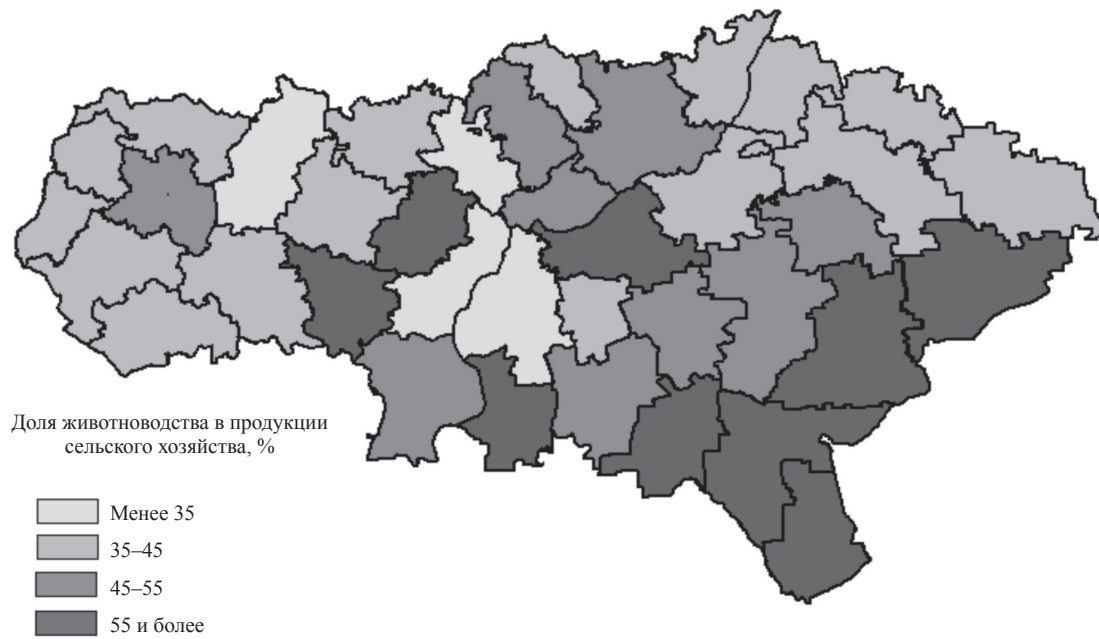 Доля животноводства в продукции
сельского хозяйства, %
Менее 35
35–45
45–55
55 и более